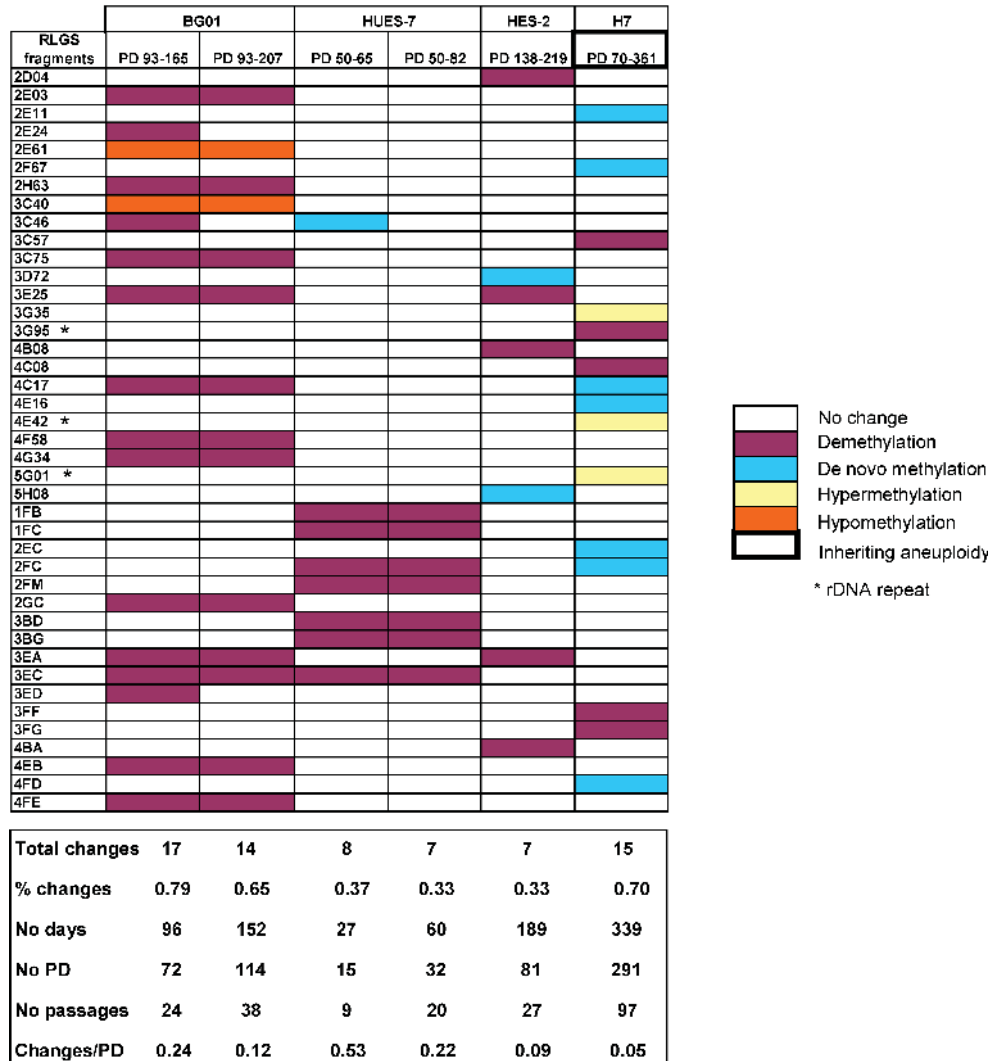 BG01 HUES-7 HES-2 H7
RLGS
fragments PD 93-165 PD 93-207 PD 50-65 PD 50-82 PD 138-219 PD 70-361
2D04
2E03
2E11
2E24
2E61
2F67
2H63
3C40
3C46
3C57
3C75
3D72
3E25
3G35
3G95 *
4B08
4C08
4C17
4E16
4E42 *
4F58
4G34
5G01 *
5H08
1FB
1FC
2EC
2FC
2FM
2GC
3BD
3BG
3EA
3EC
3ED
3FF
3FG
4BA
4EB
4FD
4FE
No change
Demethylation
De novo methylation
Hypermethylation
Hypomethylation
Inheriting aneuploidy
* rDNA repeat
Total changes 17 14 8 7 7 15
% changes 0.79 0.65 0.37 0.33 0.33 0.70
No days 96 152 27 60 189 339
No PD 72 114 15 32 81 291
No passages 24 38 9 20 27 97
Changes/PD 0.24 0.12 0.53 0.22 0.09 0.05